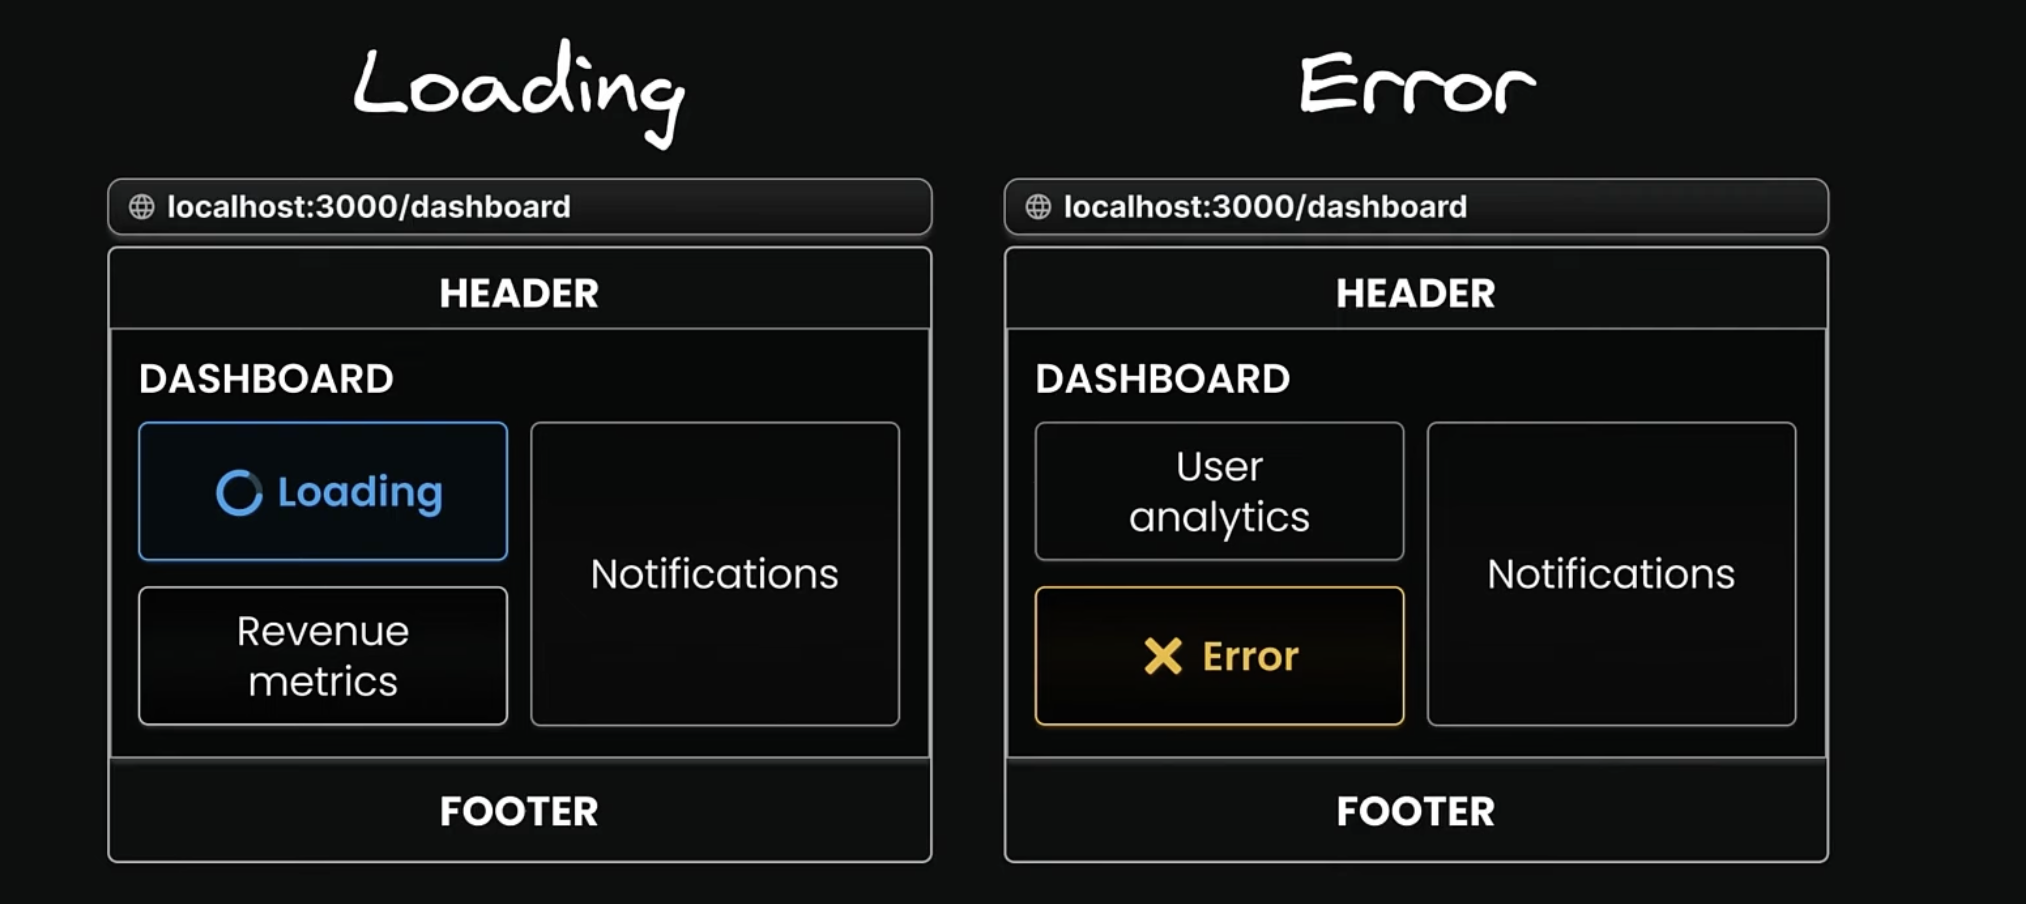 Loading
localhost:3000/dashboard
HEADER
DASHBOARD
Loading
Revenue
metrics
Notifications
FOOTER
Error
localhost:3000/dashboard
HEADER
DASHBOARD
User
analytics
Error
Notifications
FOOTER